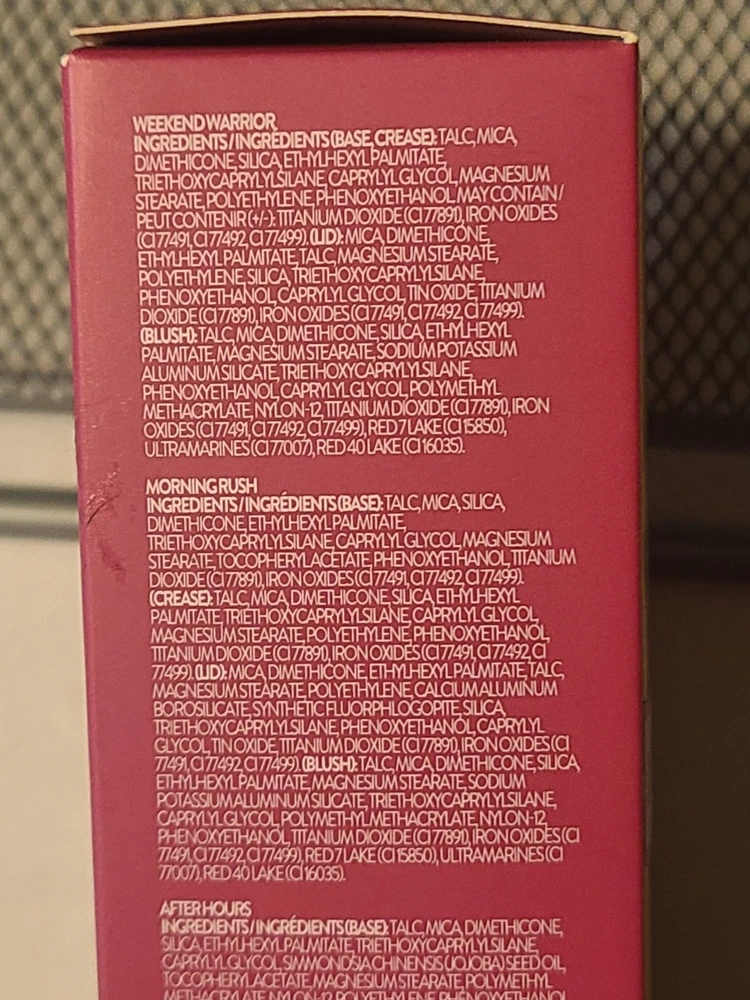 WEEKEND WARRIOR
INGREDIENTS / INGRÉDIENTS (BASE, CREASE): TALC, MICA,
DIMETHICONE, SILICA, ETHYLHEXYL PALMITATE,
TRIETHOXYCAPRYLYLSILANE, CAPRYLYL GLYCOL, MAGNESIUM
STEARATE, POLYETHYLENE, PHENOXYETHANOL. MAY CONTAIN /
PEUT CONTENIR (+/-): TITANIUM DIOXIDE (CI 77891), IRON OXIDES
(CI 77491, CI 77492, CI 77499). (LID): MICA, DIMETHICONE,
ETHYLHEXYL PALMITATE, TALC, MAGNESIUM STEARATE,
POLYETHYLENE, SILICA, TRIETHOXYCAPRYLYLSILANE,
PHENOXYETHANOL, CAPRYLYL GLYCOL, TIN OXIDE, TITANIUM
DIOXIDE (CI 77891), IRON OXIDES (CI 77491, CI 77492, CI 77499).
(BLUSH): TALC, MICA, DIMETHICONE, SILICA, ETHYLHEXYL
PALMITATE, MAGNESIUM STEARATE, SODIUM POTASSIUM
ALUMINUM SILICATE, TRIETHOXYCAPRYLYLSILANE,
PHENOXYETHANOL, CAPRYLYL GLYCOL, POLYMETHYL
METHACRYLATE, NYLON-12, TITANIUM DIOXIDE (CI 77891), IRON
OXIDES (CI 77491, CI 77492, CI 77499), RED 7 LAKE (CI 15850),
ULTRAMARINES (CI 77007), RED 40 LAKE (CI 16035).
MORNING RUSH
INGREDIENTS / INGRÉDIENTS (BASE): TALC, MICA, SILICA,
DIMETHICONE, ETHYLHEXYL PALMITATE,
TRIETHOXYCAPRYLYLSILANE, CAPRYLYL GLYCOL, MAGNESIUM
STEARATE, TOCOPHERYL ACETATE, PHENOXYETHANOL, TITANIUM
DIOXIDE (CI 77891), IRON OXIDES (CI 77491, CI 77492, CI 77499).
(CREASE): TALC, MICA, DIMETHICONE, SILICA, ETHYLHEXYL
PALMITATE, TRIETHOXYCAPRYLYLSILANE, CAPRYLYL GLYCOL,
MAGNESIUM STEARATE, POLYETHYLENE, PHENOXYETHANOL,
TITANIUM DIOXIDE (CI 77891), IRON OXIDES (CI 77491, CI 77492, CI
77499). (LID): MICA, DIMETHICONE, ETHYLHEXYL PALMITATE, TALC,
MAGNESIUM STEARATE, POLYETHYLENE, CALCIUM ALUMINUM
BOROSILICATE, SYNTHETIC FLUORPHLOGOPITE, SILICA,
TRIETHOXYCAPRYLYLSILANE, PHENOXYETHANOL, CAPRYLYL
GLYCOL, TIN OXIDE, TITANIUM DIOXIDE (CI 77891), IRON OXIDES (CI
77491, CI 77492, CI 77499). (BLUSH): TALC, MICA, DIMETHICONE, SILICA,
ETHYLHEXYL PALMITATE, MAGNESIUM STEARATE, SODIUM
POTASSIUM ALUMINUM SILICATE, TRIETHOXYCAPRYLYLSILANE,
CAPRYLYL GLYCOL, POLYMETHYL METHACRYLATE, NYLON-12,
PHENOXYETHANOL, TITANIUM DIOXIDE (CI 77891), IRON OXIDES (CI
77491, CI 77492, CI 77499), RED 7 LAKE (CI 15850), ULTRAMARINES (CI
77007), RED 40 LAKE (CI 16035).
AFTER HOURS
INGREDIENTS / INGRÉDIENTS (BASE): TALC, MICA, DIMETHICONE,
SILICA, ETHYLHEXYL PALMITATE, TRIETHOXYCAPRYLYLSILANE,
CAPRYLYL GLYCOL, SIMMONDSIA CHINENSIS (JOJOBA) SEED OIL,
TOCOPHERYL ACETATE, MAGNESIUM STEARATE, POLYMETHYL
METHACRYLATE, NYLON-12, POLYETHYLENE, PHENOXYETHANOL